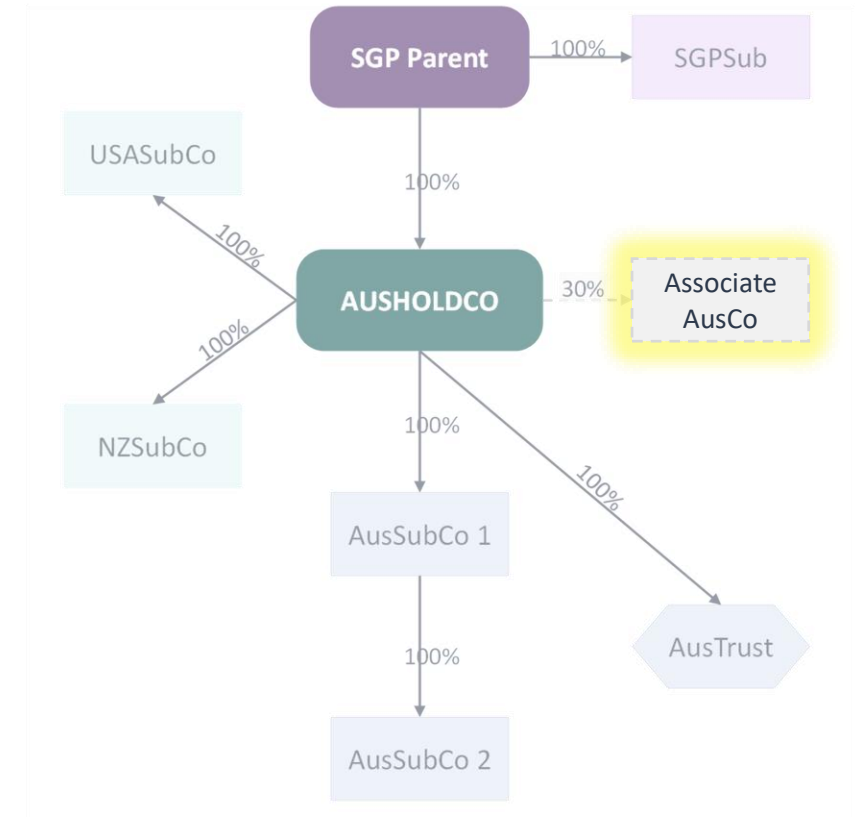 SGP Parent
100%
SGPSub
USASubCo
100%
100%
AUSHOLDCO
30%
Associate
AusCo
100%
NZSubCo
100%
100%
AusSubCo 1
AusTrust
100%
AusSubCo 2